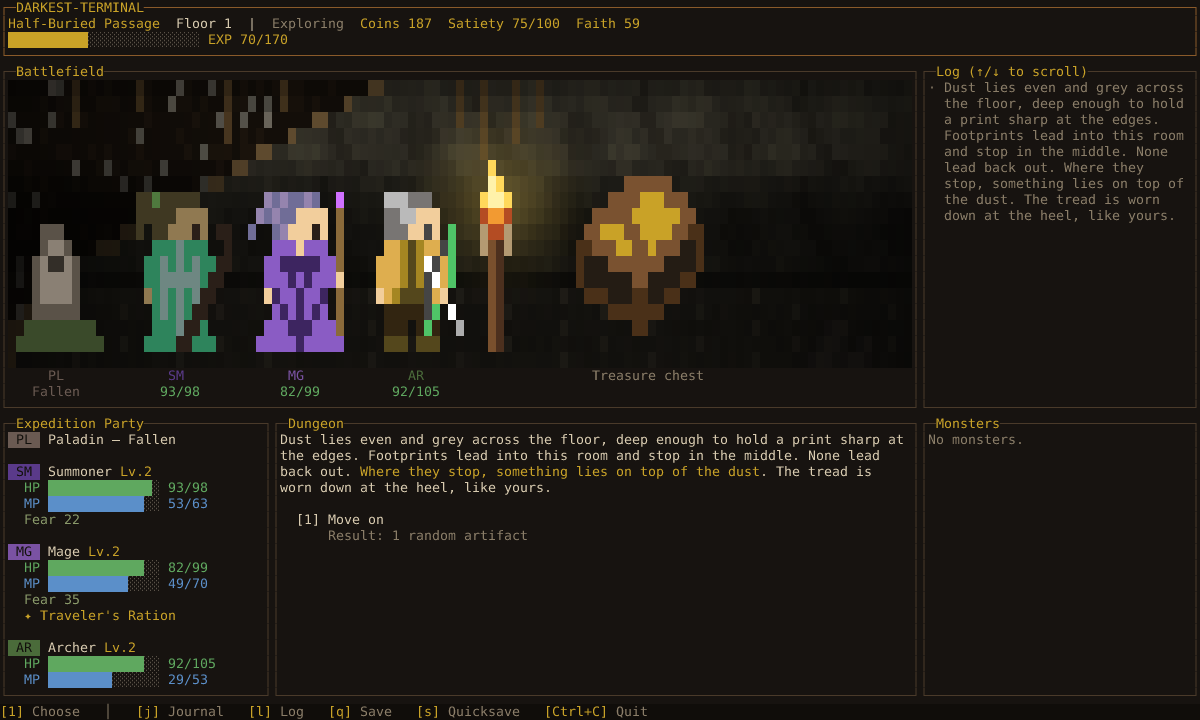 DARKEST-TERMINAL
Half-Buried Passage  Floor 1  |  Exploring  Coins 187  Satiety 75/100  Faith 59
EXP 70/170
Battlefield
PL  SM  MG  AR  Treasure chest
Fallen  93/98  82/99  92/105
Log (↑/↓ to scroll)
· Dust lies even and grey across
the floor, deep enough to hold
a print sharp at the edges.
Footprints lead into this room
and stop in the middle. None
lead back out. Where they
stop, something lies on top of
the dust. The tread is worn
down at the heel, like yours.
Expedition Party
PL Paladin — Fallen
SM Summoner Lv.2
HP 93/98
MP 53/63
Fear 22
MG Mage Lv.2
HP 82/99
MP 49/70
Fear 35
✦ Traveler's Ration
AR Archer Lv.2
HP 92/105
MP 29/53
Dungeon
Dust lies even and grey across the floor, deep enough to hold a print sharp at
the edges. Footprints lead into this room and stop in the middle. None lead
back out. Where they stop, something lies on top of the dust. The tread is
worn down at the heel, like yours.
[1] Move on
Result: 1 random artifact
Monsters
No monsters.
[1] Choose  |  [j] Journal  [l] Log  [q] Save  [s] Quicksave  [Ctrl+C] Quit